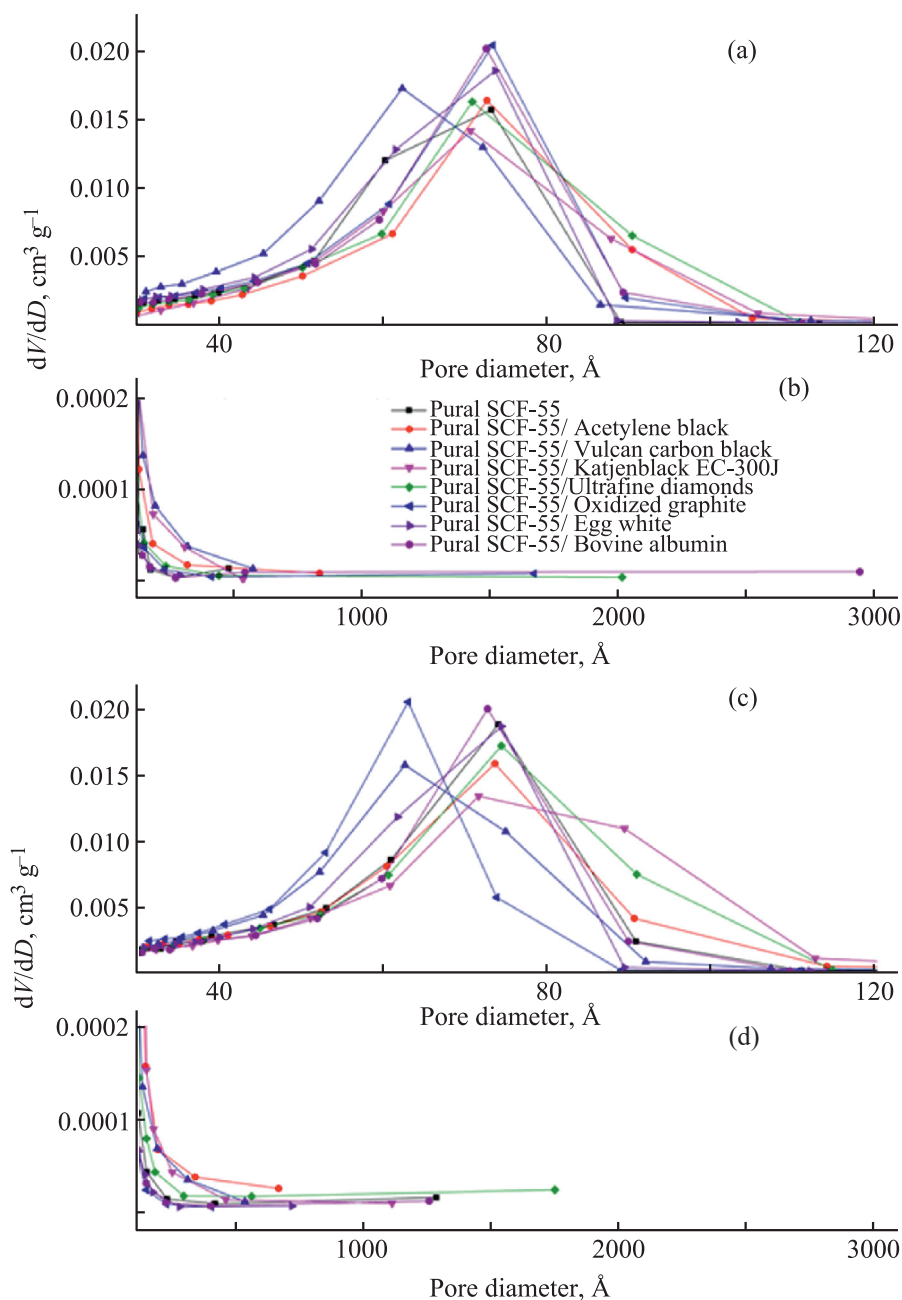 (a)
0.020
0.015
0.010
0.005
dV/dD, cm³ g⁻¹
40 80 120
Pore diameter, Å
(b)
0.0002
0.0001
Pural SCF-55
Pural SCF-55/ Acetylene black
Pural SCF-55/ Vulcan carbon black
Pural SCF-55/ Katjenblack EC-300J
Pural SCF-55/Ultrafine diamonds
Pural SCF-55/ Oxidized graphite
Pural SCF-55/ Egg white
Pural SCF-55/ Bovine albumin
1000 2000 3000
Pore diameter, Å
(c)
0.020
0.015
0.010
0.005
dV/dD, cm³ g⁻¹
40 80 120
Pore diameter, Å
(d)
0.0002
0.0001
1000 2000 3000
Pore diameter, Å